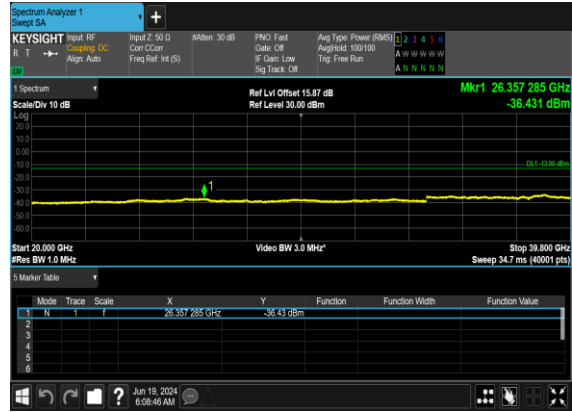 Spectrum Analyzer 1
Swept SA
+
KEYSIGHT Input: RF Input Z: 50 Ω #Atten: 30 dB PNO: Fast Avg Type: Power (RMS) 1 2 3 4 5 6
R T Coupling: DC Corr CCorr Gate: Off Avg|Hold: 100/100 A W W W W W
Align: Auto Freq Ref: Int (S) IF Gain: Low Trig: Free Run
Sig Track: Off A N N N N N
1 Spectrum Ref Lvl Offset 15.87 dB Mkr1 26.357 285 GHz
Scale/Div 10 dB Ref Level 30.00 dBm -36.431 dBm
Log
20.0
10.0
0.00
-10.0 DL1 -13.00 dBm
-20.0
-30.0 1
-40.0
-50.0
-60.0
Start 20.000 GHz Video BW 3.0 MHz* Stop 39.800 GHz
#Res BW 1.0 MHz Sweep 34.7 ms (40001 pts)
5 Marker Table
Mode Trace Scale X Y Function Function Width Function Value
1 N 1 f 26.357 285 GHz -36.43 dBm
2
3
4
5
6
? Jun 19, 2024
6:08:46 AM